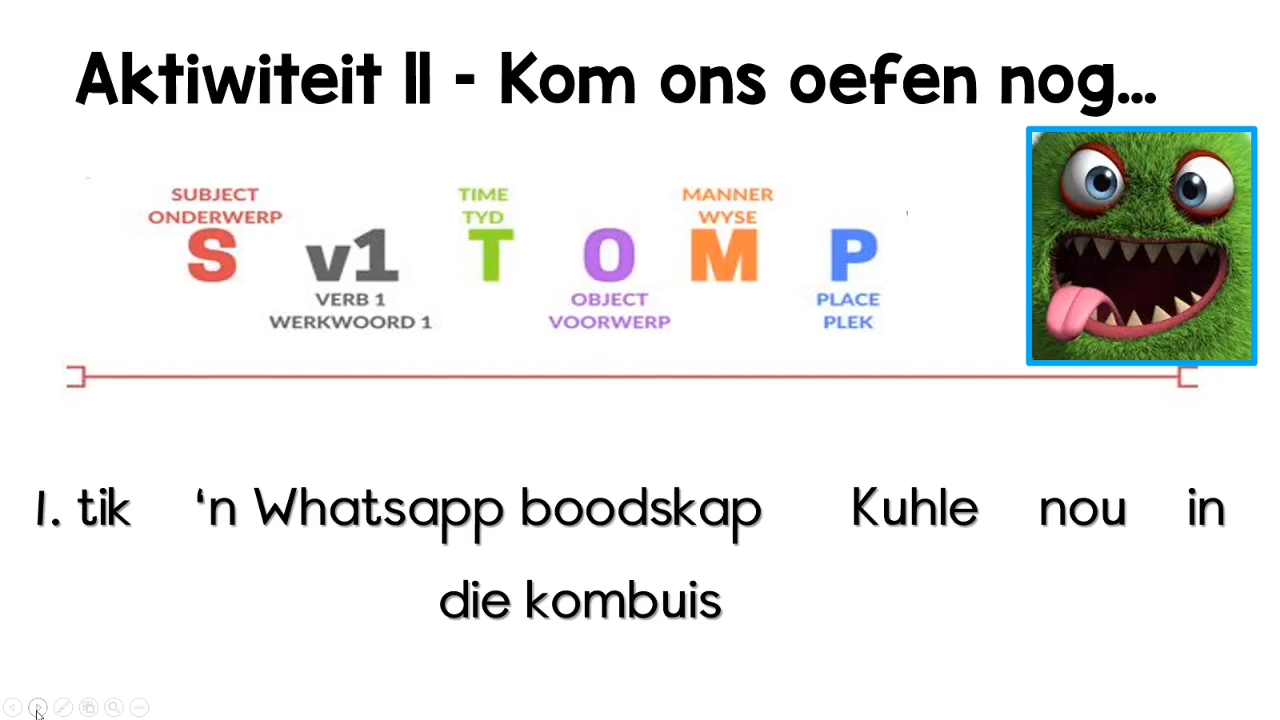 Aktiwiteit 11 - Kom ons oefen nog...
SUBJECT
ONDERWERP
S
v1
VERB 1
WERKWOORD 1
TIME
TYD
T
O
OBJECT
VOORWERP
MANNER
WYSE
M
P
PLACE
PLEK
1. tik ‘n Whatsapp boodskap Kuhle nou in
die kombuis